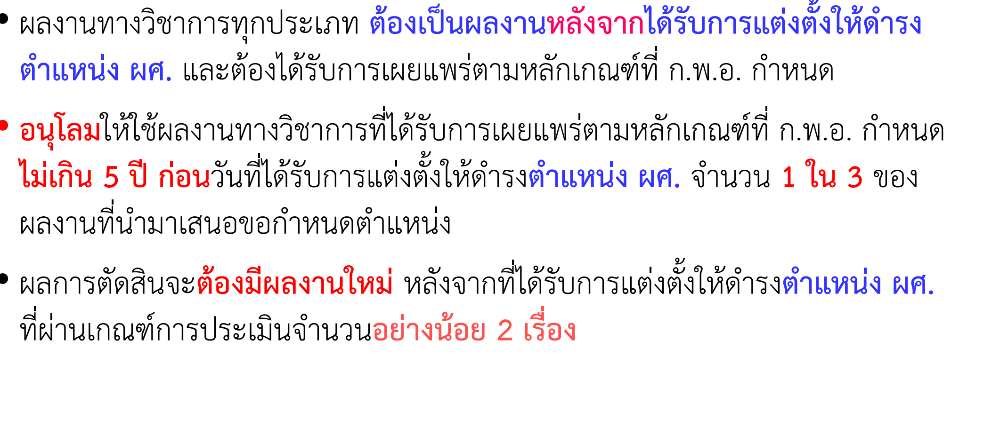 • ผลงานทางวิชาการทุกประเภท ต้องเป็นผลงานหลังจากได้รับการแต่งตั้งให้ดำรง
ตำแหน่ง ผศ. และต้องได้รับการเผยแพร่ตามหลักเกณฑ์ที่ ก.พ.อ. กำหนด
• อนุโลมให้ใช้ผลงานทางวิชาการที่ได้รับการเผยแพร่ตามหลักเกณฑ์ที่ ก.พ.อ. กำหนด
ไม่เกิน 5 ปี ก่อนวันที่ได้รับการแต่งตั้งให้ดำรงตำแหน่ง ผศ. จำนวน 1 ใน 3 ของ
ผลงานที่นำมาเสนอขอกำหนดตำแหน่ง
• ผลการตัดสินจะต้องมีผลงานใหม่ หลังจากที่ได้รับการแต่งตั้งให้ดำรงตำแหน่ง ผศ.
ที่ผ่านเกณฑ์การประเมินจำนวนอย่างน้อย 2 เรื่อง